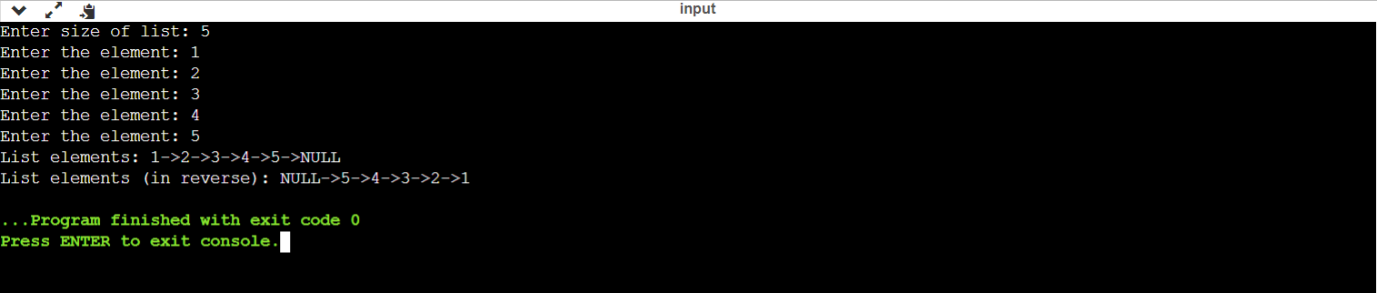 input
Enter size of list: 5
Enter the element: 1
Enter the element: 2
Enter the element: 3
Enter the element: 4
Enter the element: 5
List elements: 1->2->3->4->5->NULL
List elements (in reverse): NULL->5->4->3->2->1
...Program finished with exit code 0
Press ENTER to exit console.